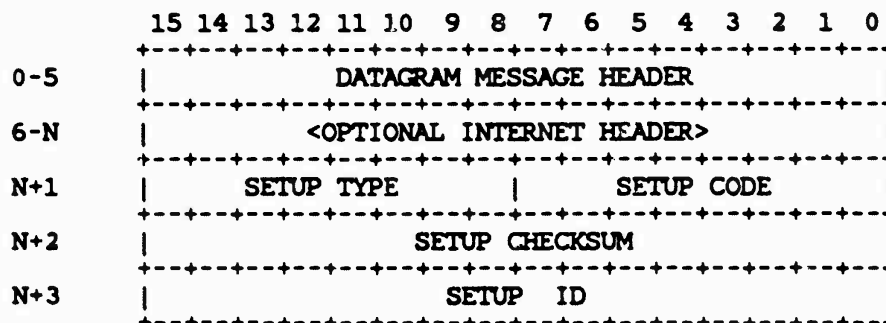 15 14 13 12 11 10 9 8 7 6 5 4 3 2 1 0
+--+--+--+--+--+--+--+--+--+--+--+--+--+--+--+--
0-5 | DATAGRAM MESSAGE HEADER
+--+--+--+--+--+--+--+--+--+--+--+--+--+--+--+--
6-N | <OPTIONAL INTERNET HEADER>
+--+--+--+--+--+--+--+--+--+--+--+--+--+--+--+--
N+1 | SETUP TYPE | SETUP CODE
+--+--+--+--+--+--+--+--+--+--+--+--+--+--+--+--
N+2 | SETUP CHECKSUM
+--+--+--+--+--+--+--+--+--+--+--+--+--+--+--+--
N+3 | SETUP ID
+--+--+--+--+--+--+--+--+--+--+--+--+--+--+--+--